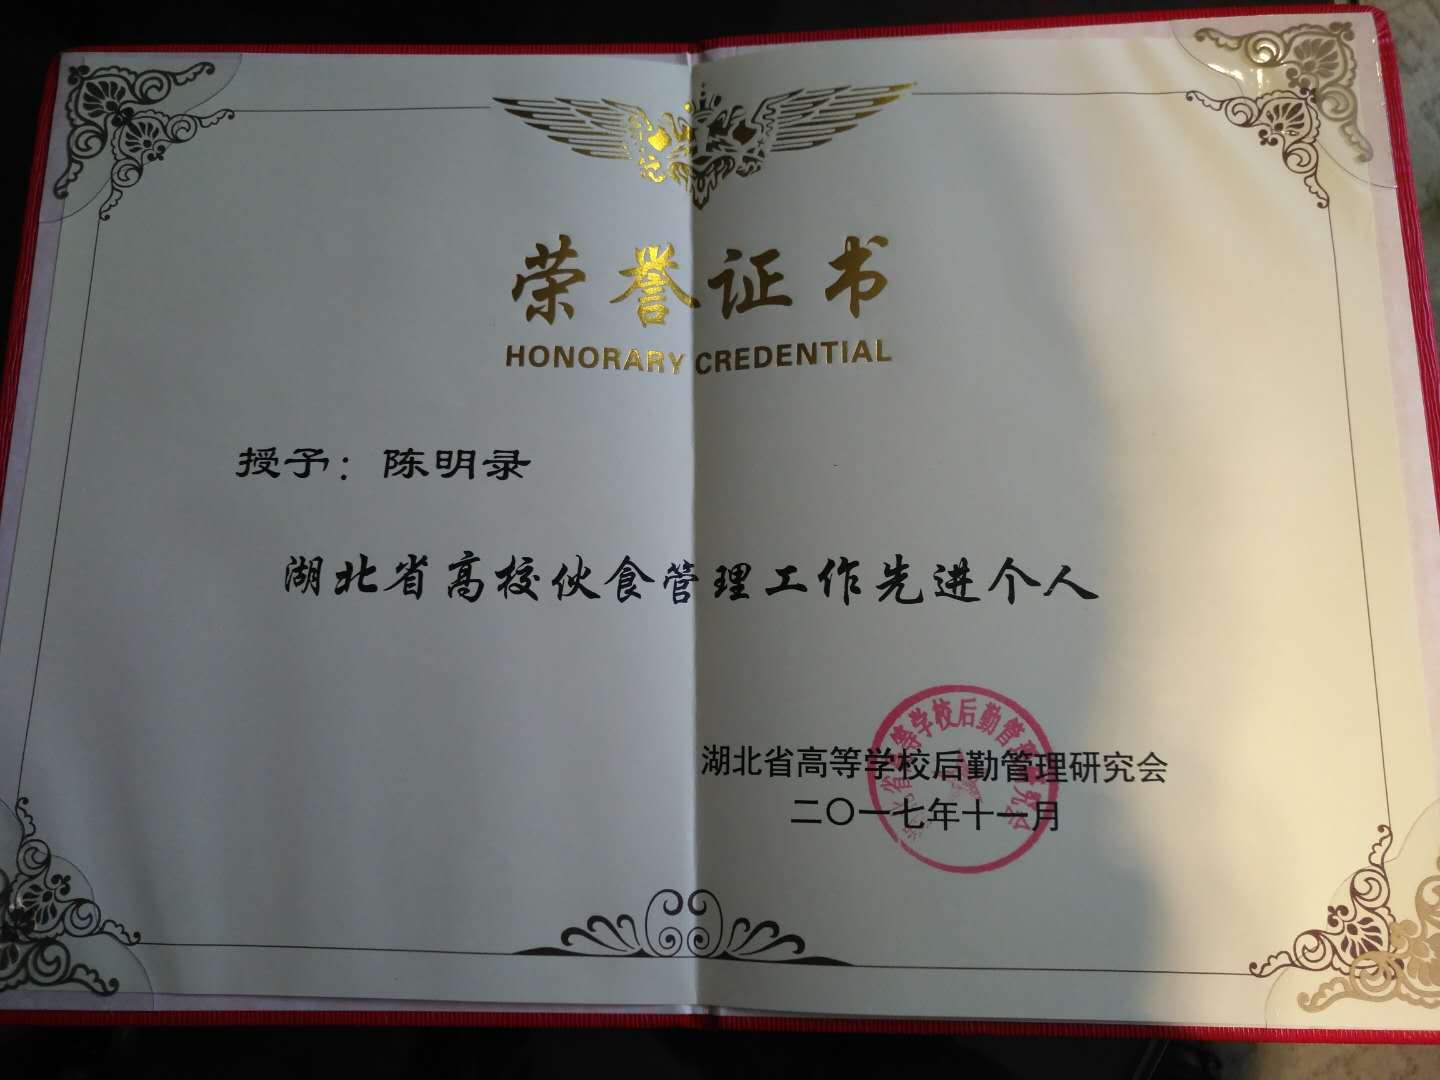 荣誉证书
HONORARY CREDENTIAL
授予：陈明录
湖北省高校伙食管理工作先进个人
湖北省高等学校后勤管理研究会
二〇一七年十一月